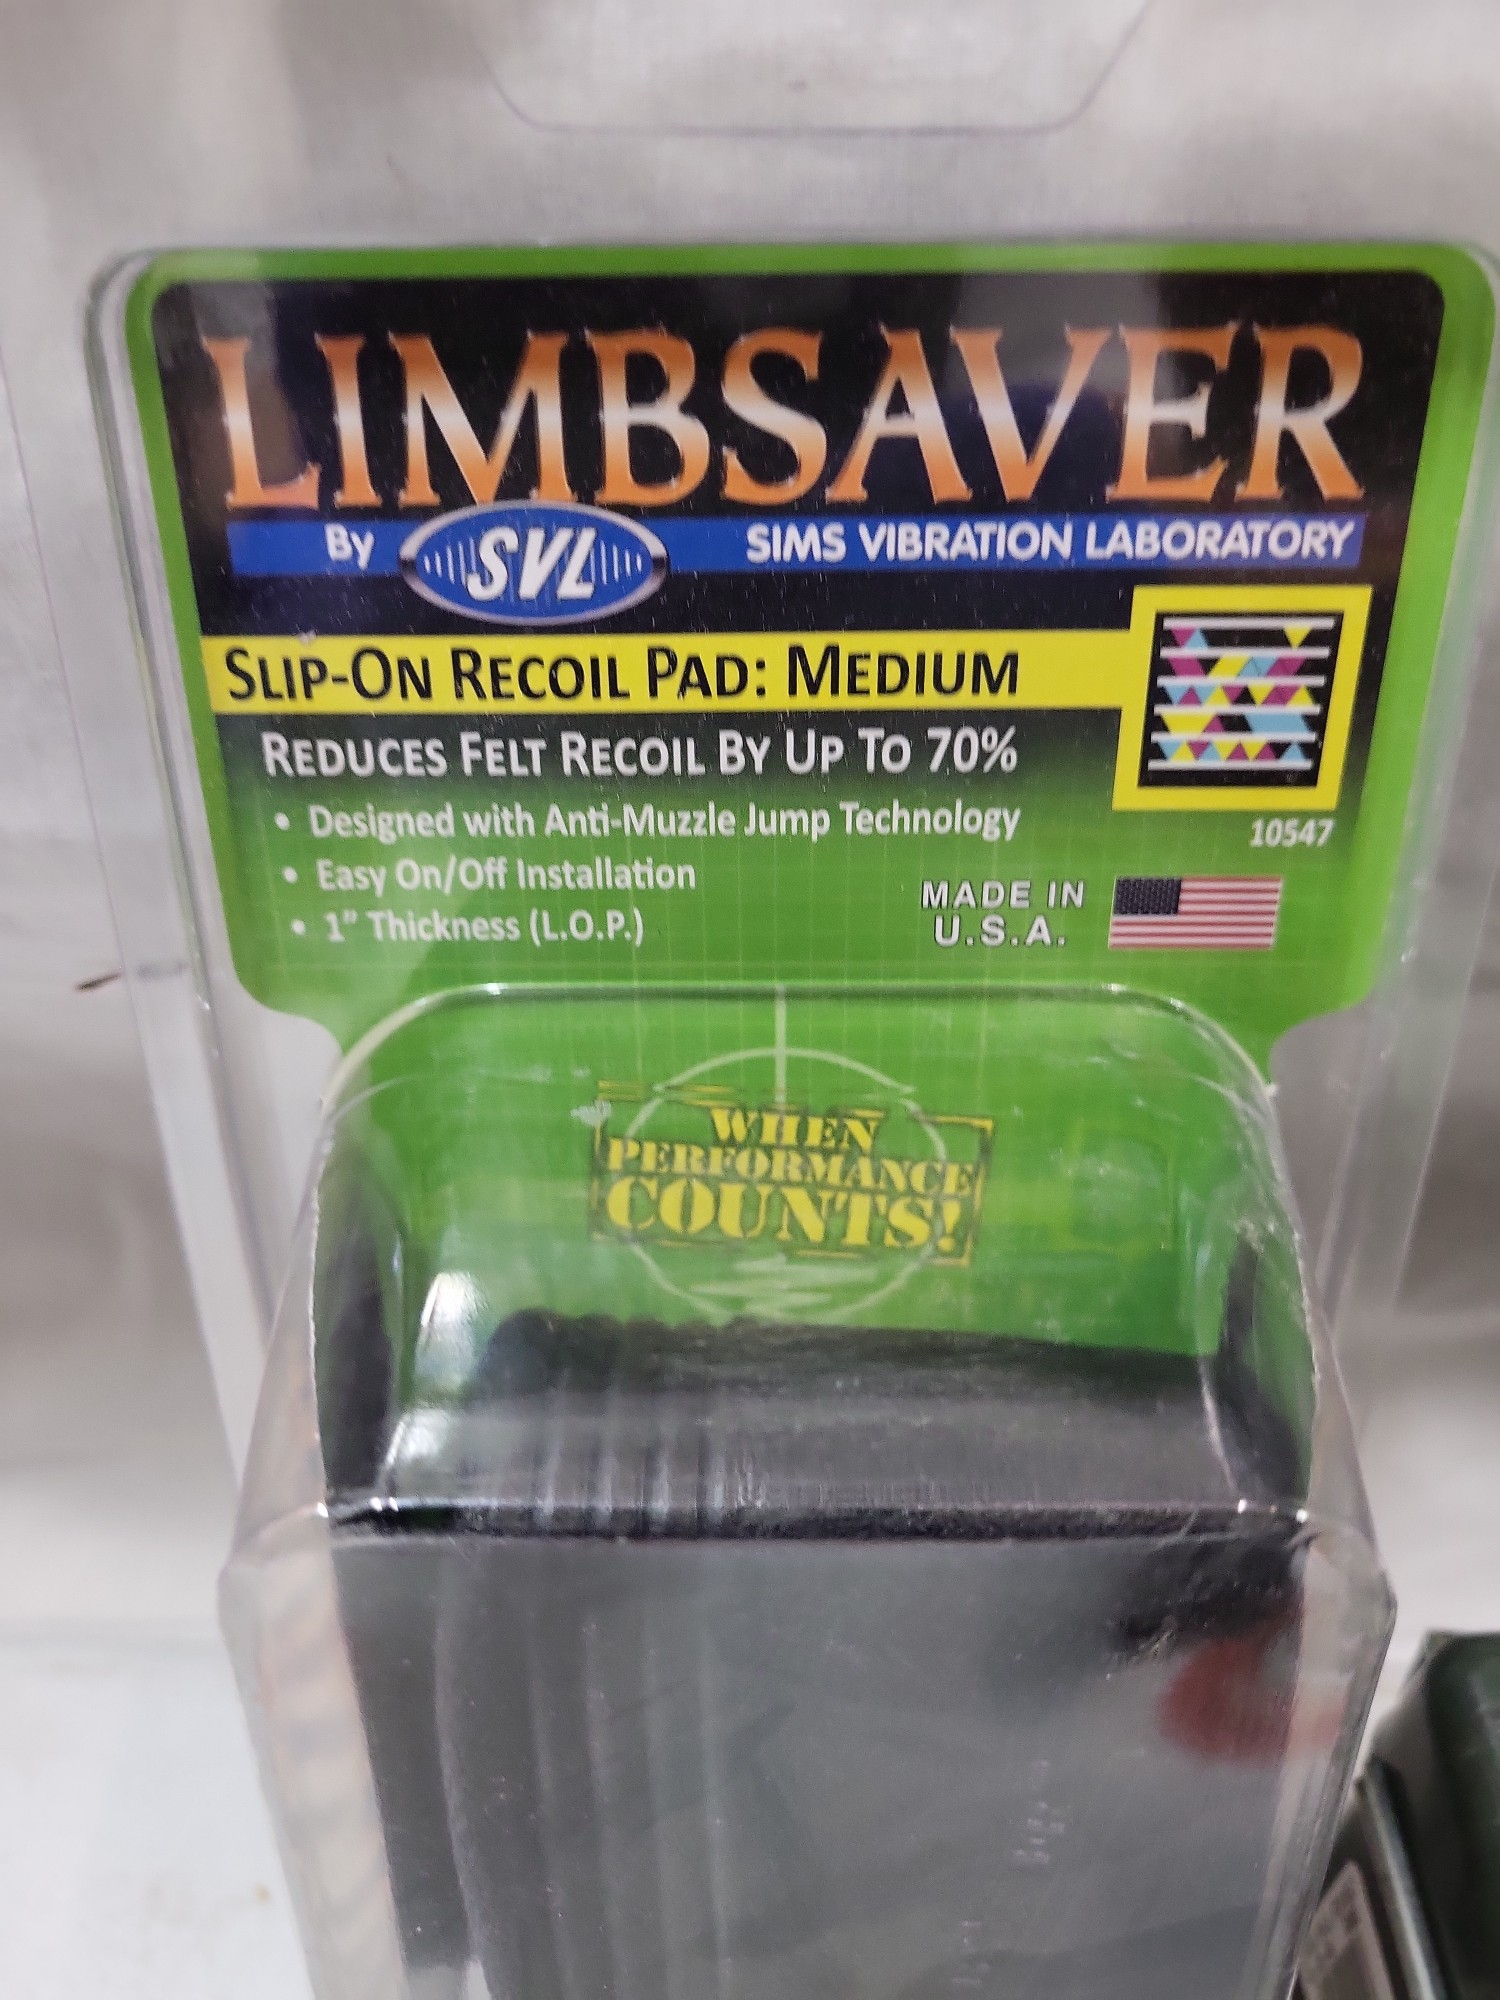 LIMBSAVER
By SVL SIMS VIBRATION LABORATORY
SLIP-ON RECOIL PAD: MEDIUM
REDUCES FELT RECOIL BY UP TO 70%
• Designed with Anti-Muzzle Jump Technology
• Easy On/Off Installation
• 1" Thickness (L.O.P.)
10547
MADE IN
U.S.A.
WHEN
PERFORMANCE
COUNTS!